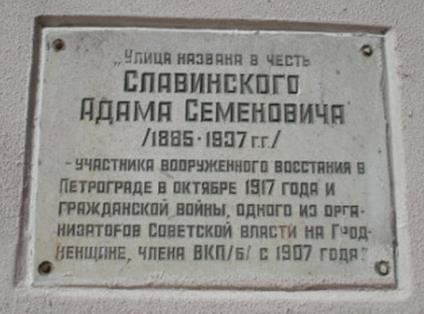 „Улица названа в честь
Славинского
Адама Семеновича
/1885·1937 г.г./
- участника вооруженного восстания в
Петрограде в октябре 1917 года и
гражданской войны, одного из орга-
низаторов Советской власти на Грод-
ненщине, члена ВКП/б/ с 1907 года."